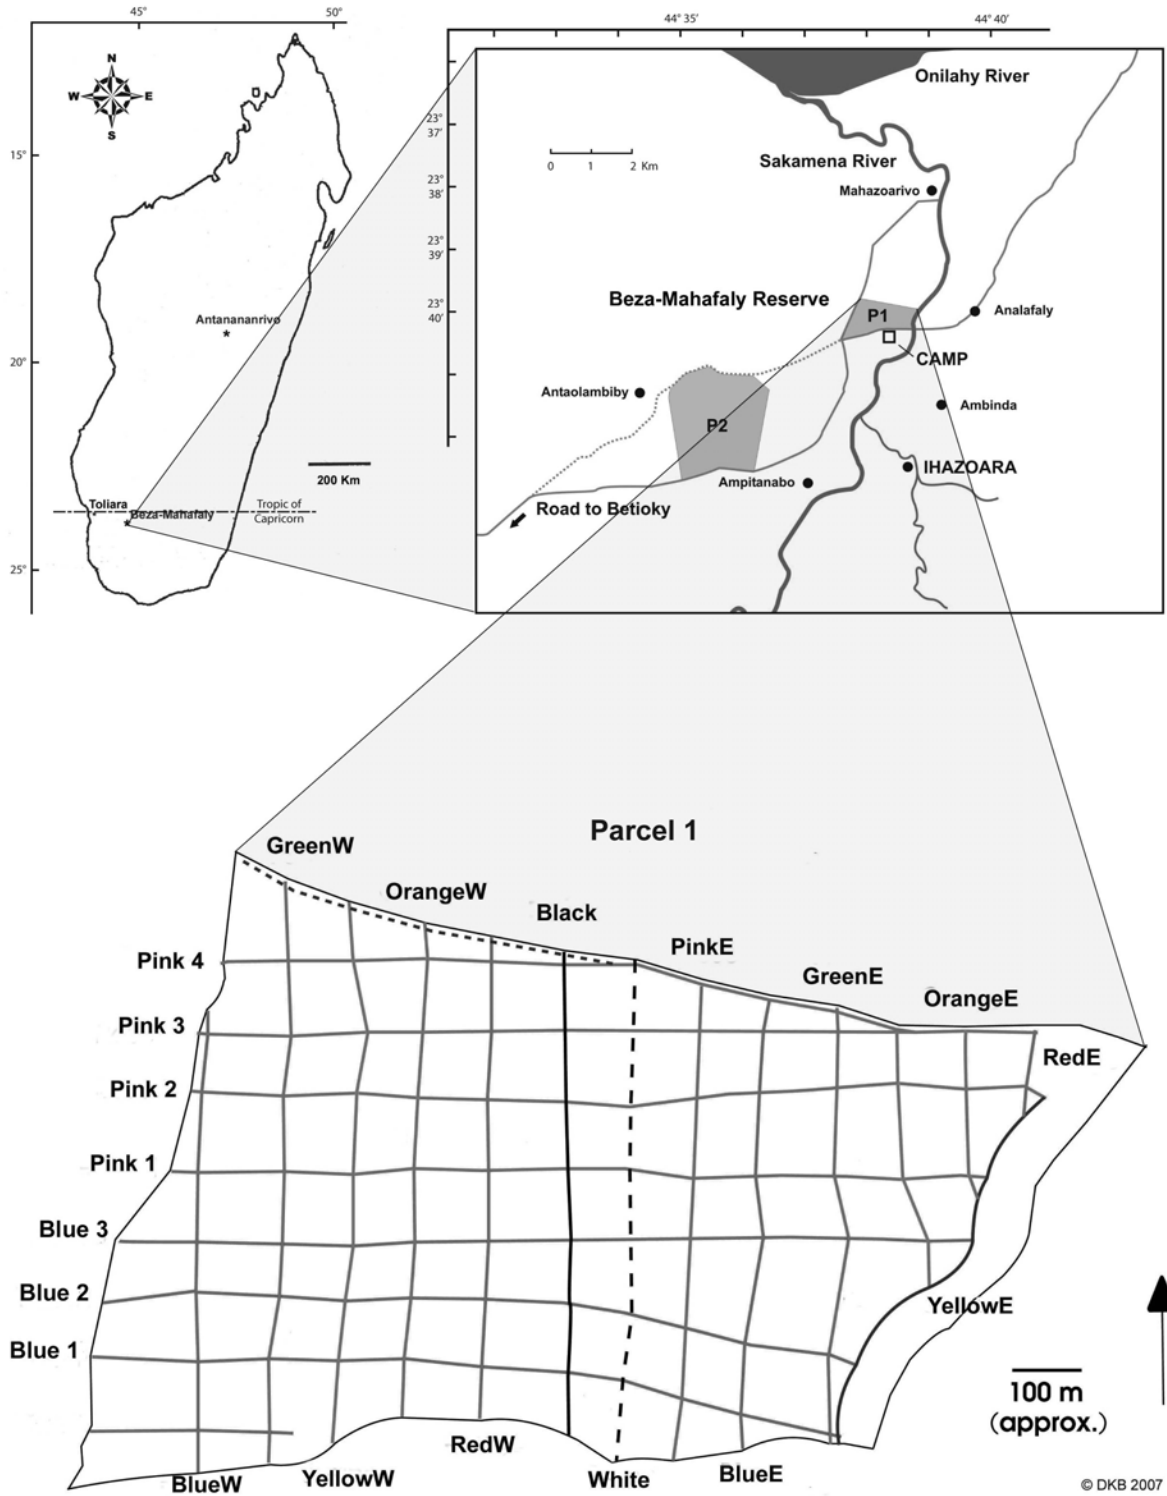 45°
50°
44° 35'
44° 40'
N
W
E
S
15°
20°
25°
Antanananrivo
*
200 Km
Toliara
Beza-Mahafaly
*
Tropic of
Capricorn
23°
37'
23°
38'
23°
39'
23°
40'
Onilahy River
0 1 2 Km
Sakamena River
Mahazoarivo
Beza-Mahafaly Reserve
P1
Analafaly
CAMP
Antaolambiby
Ambinda
P2
IHAZOARA
Ampitanabo
Road to Betioky
Parcel 1
GreenW
OrangeW
Black
PinkE
GreenE
OrangeE
RedE
Pink 4
Pink 3
Pink 2
Pink 1
Blue 3
Blue 2
Blue 1
YellowE
100 m
(approx.)
RedW
BlueW
YellowW
White
BlueE
© DKB 2007